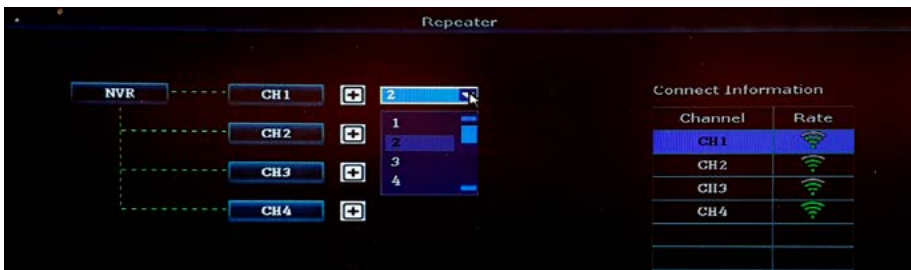 Repeater
NVR
CH1
2
CH2
CH3
CH4
1
2
3
4
Connect Information
Channel Rate
CH1
CH2
CH3
CH4